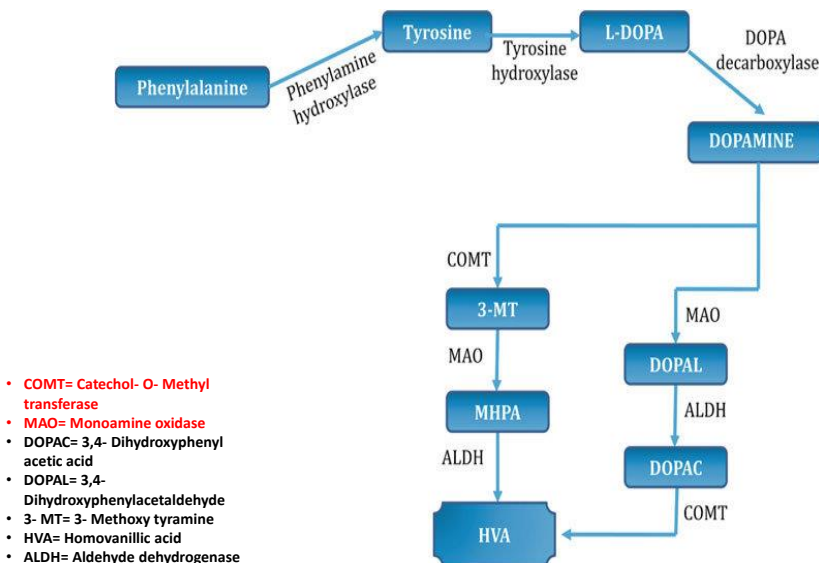 Tyrosine
L-DOPA
Phenylalanine
Phenylamine
hydroxylase
Tyrosine
hydroxylase
DOPA
decarboxylase
DOPAMINE
COMT
3-MT
MAO
MAO
DOPAL
MHPA
ALDH
ALDH
DOPAC
COMT
HVA
• COMT= Catechol- O- Methyl
transferase
• MAO= Monoamine oxidase
• DOPAC= 3,4- Dihydroxyphenyl
acetic acid
• DOPAL= 3,4-
Dihydroxyphenylacetaldehyde
• 3- MT= 3- Methoxy tyramine
• HVA= Homovanillic acid
• ALDH= Aldehyde dehydrogenase